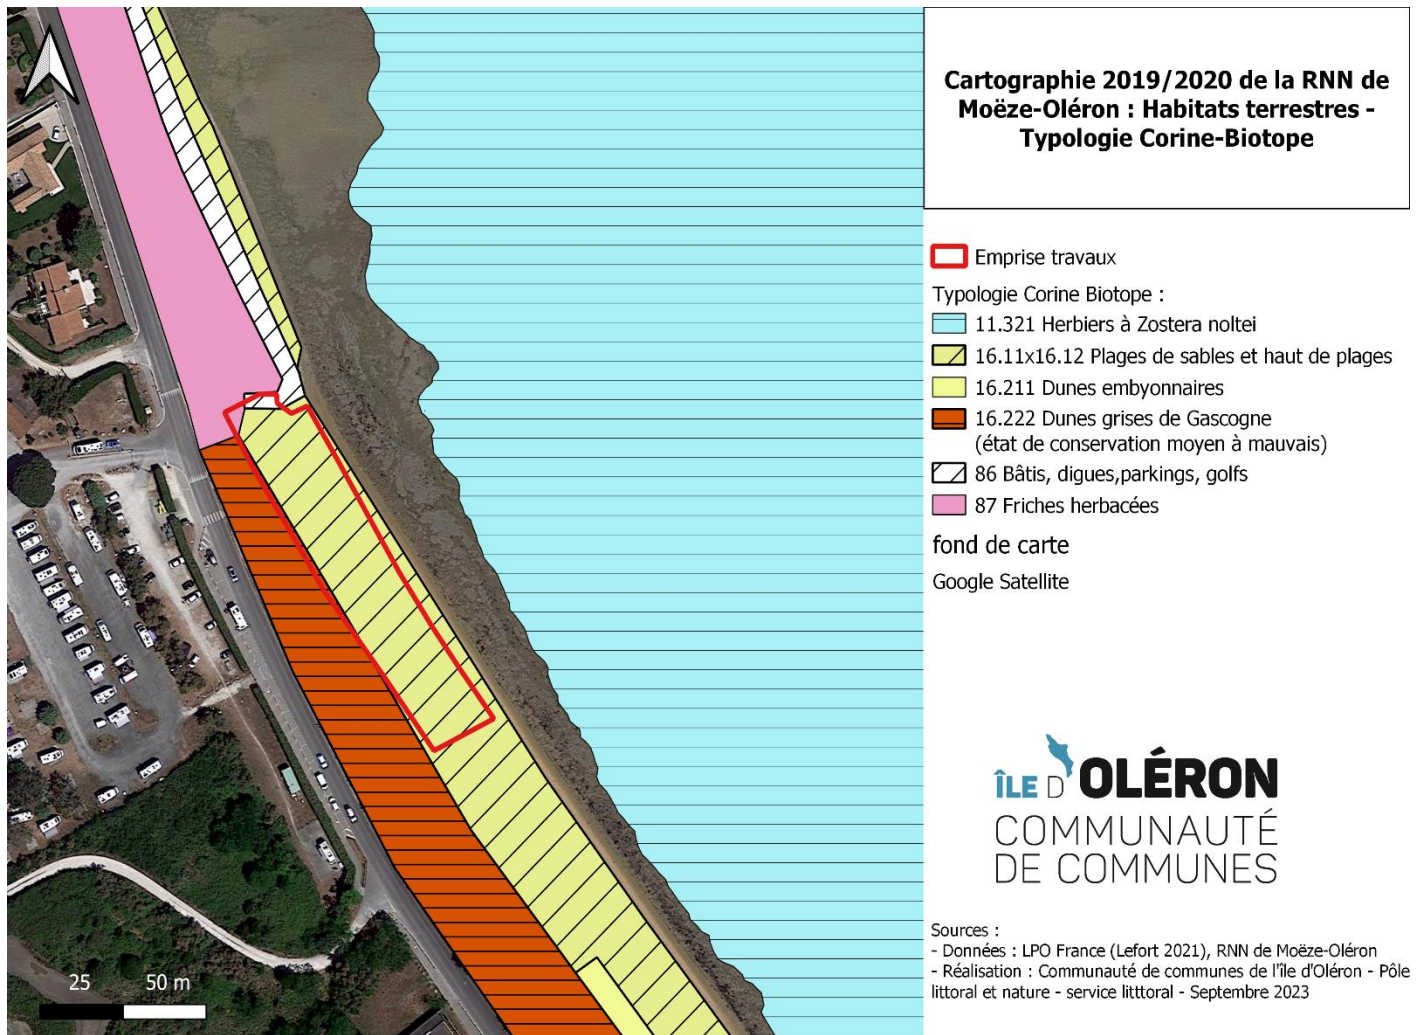 Cartographie 2019/2020 de la RNN de
Moëze-Oléron : Habitats terrestres -
Typologie Corine-Biotope
Emprise travaux
Typologie Corine Biotope :
11.321 Herbiers à Zostera noltei
16.11x16.12 Plages de sables et haut de plages
16.211 Dunes embyonnaires
16.222 Dunes grises de Gascogne
(état de conservation moyen à mauvais)
86 Bâtis, digues,parkings, golfs
87 Friches herbacées
fond de carte
Google Satellite
ÎLE D'OLÉRON
COMMUNAUTÉ
DE COMMUNES
Sources :
- Données : LPO France (Lefort 2021), RNN de Moëze-Oléron
- Réalisation : Communauté de communes de l'île d'Oléron - Pôle
littoral et nature - service litttoral - Septembre 2023
25 50 m